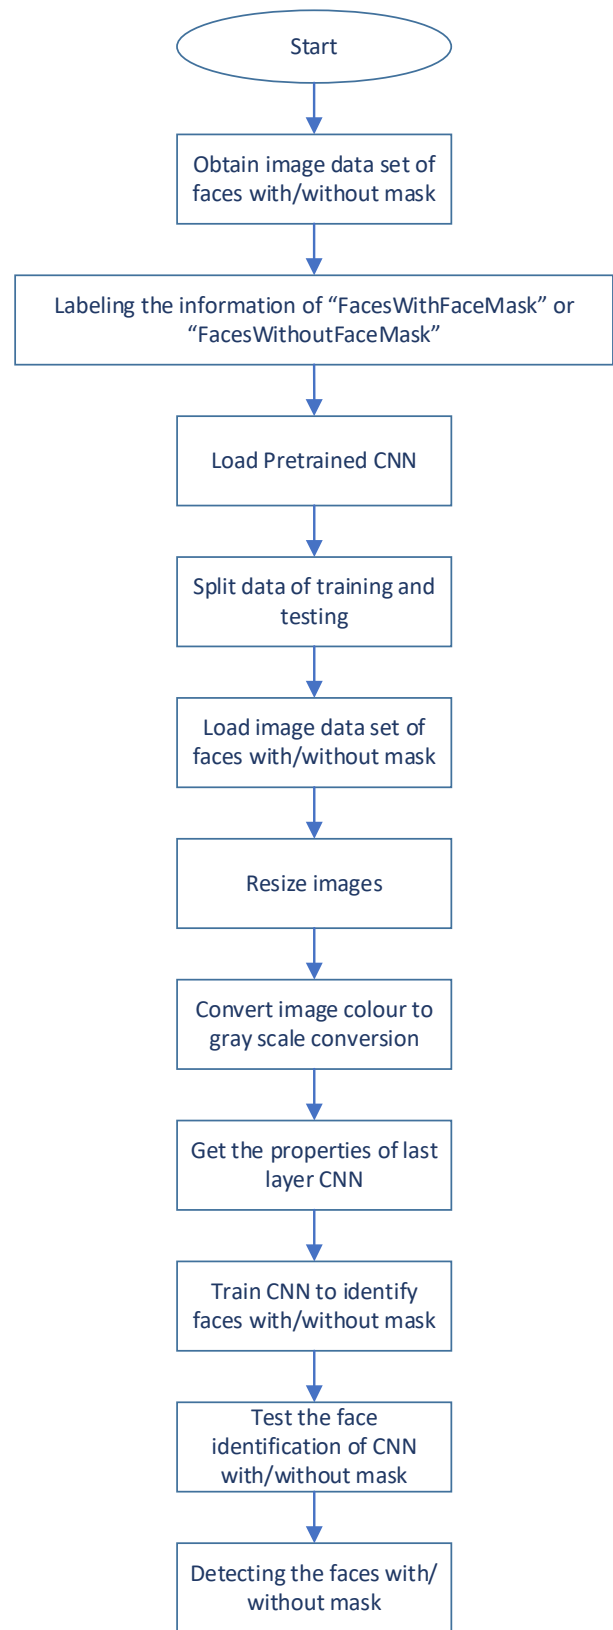 Start
Obtain image data set of
faces with/without mask
Labeling the information of “FacesWithFaceMask” or
“FacesWithoutFaceMask”
Load Pretrained CNN
Split data of training and
testing
Load image data set of
faces with/without mask
Resize images
Convert image colour to
gray scale conversion
Get the properties of last
layer CNN
Train CNN to identify
faces with/without mask
Test the face
identification of CNN
with/without mask
Detecting the faces with/
without mask